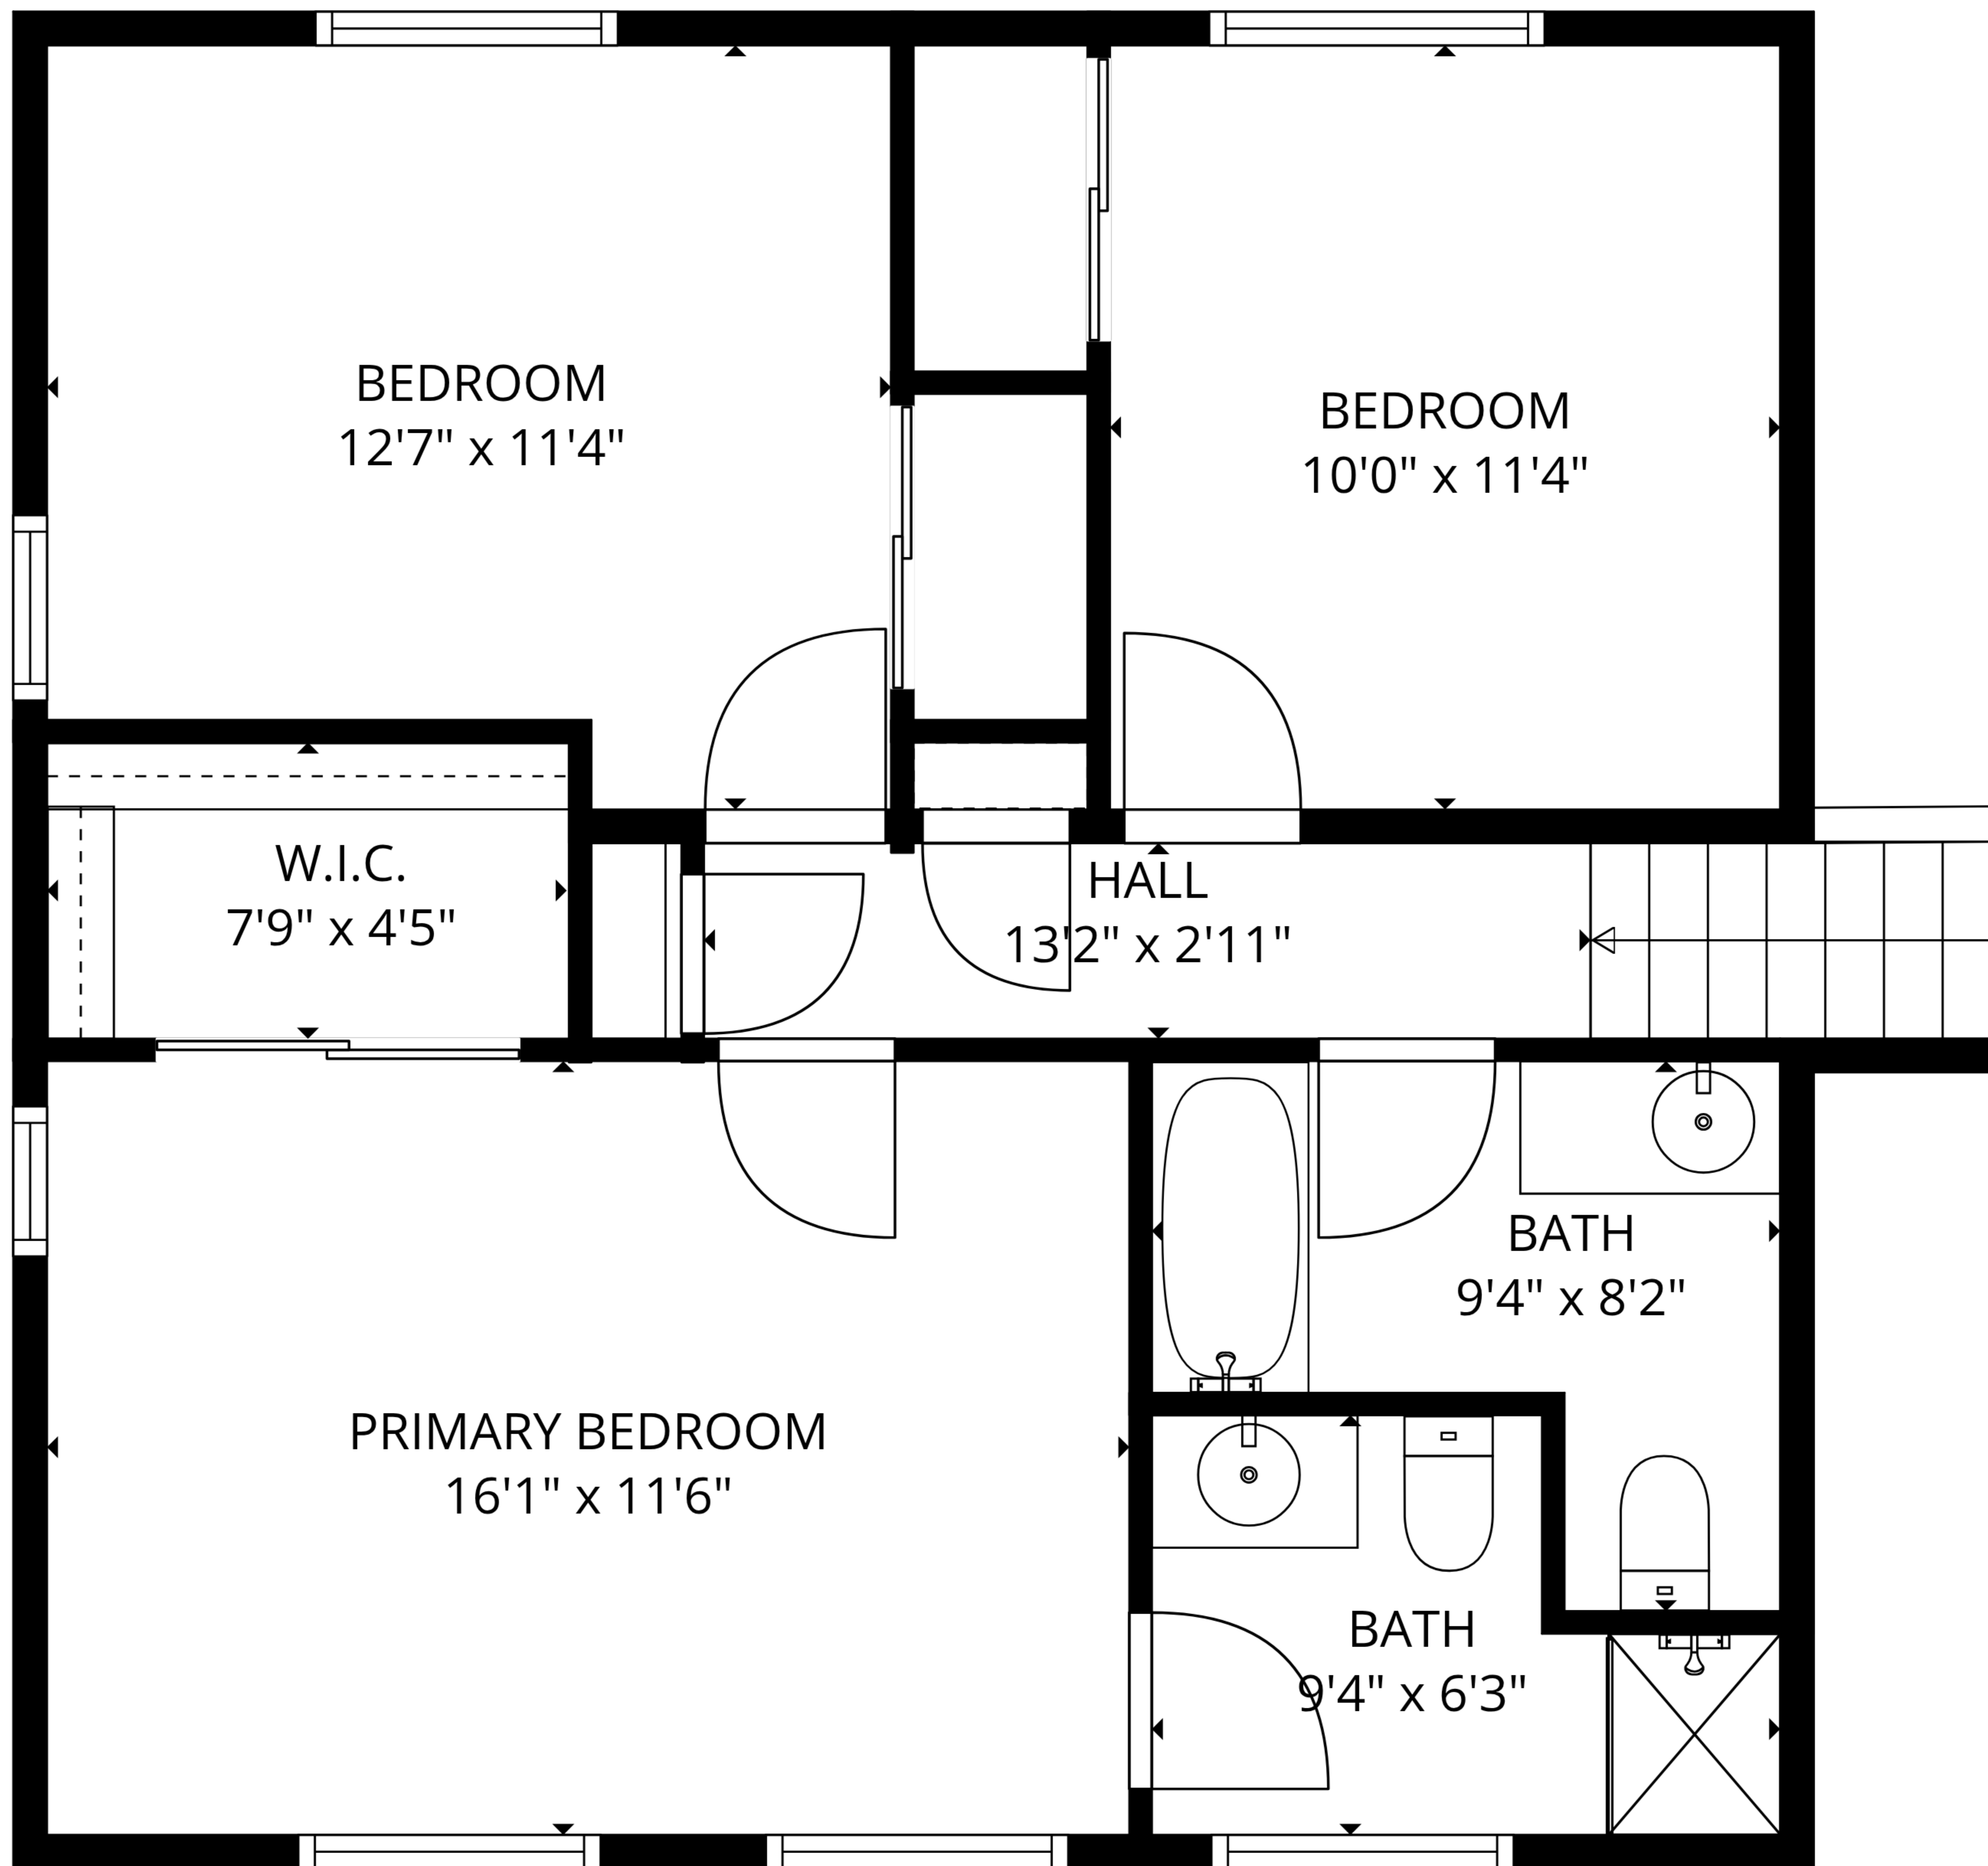 BEDROOM
12'7" x 11'4"
BEDROOM
10'0" x 11'4"
W.I.C.
7'9" x 4'5"
HALL
13'2" x 2'11"
BATH
9'4" x 8'2"
PRIMARY BEDROOM
16'1" x 11'6"
BATH
9'4" x 6'3"